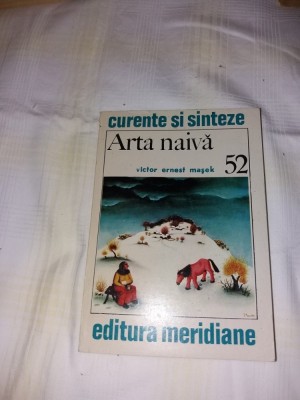 curente și sinteze
Arta naivă
victor ernest mașek 52
editura meridiane